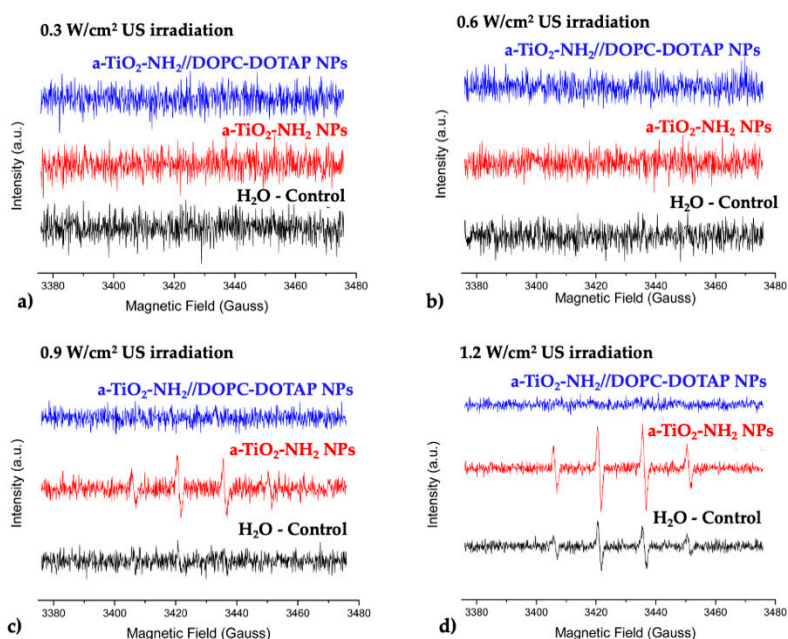 0.3 W/cm² US irradiation
a-TiO₂-NH₂//DOPC-DOTAP NPs
a-TiO₂-NH₂ NPs
H₂O - Control
Intensity (a.u.)
3380 3400 3420 3440 3460 3480
Magnetic Field (Gauss)
a)
0.6 W/cm² US irradiation
a-TiO₂-NH₂//DOPC-DOTAP NPs
a-TiO₂-NH₂ NPs
H₂O - Control
Intensity (a.u.)
3380 3400 3420 3440 3460 3480
Magnetic Field (Gauss)
b)
0.9 W/cm² US irradiation
a-TiO₂-NH₂//DOPC-DOTAP NPs
a-TiO₂-NH₂ NPs
H₂O - Control
Intensity (a.u.)
3380 3400 3420 3440 3460 3480
Magnetic Field (Gauss)
c)
1.2 W/cm² US irradiation
a-TiO₂-NH₂//DOPC-DOTAP NPs
a-TiO₂-NH₂ NPs
H₂O - Control
Intensity (a.u.)
3380 3400 3420 3440 3460 3480
Magnetic Field (Gauss)
d)